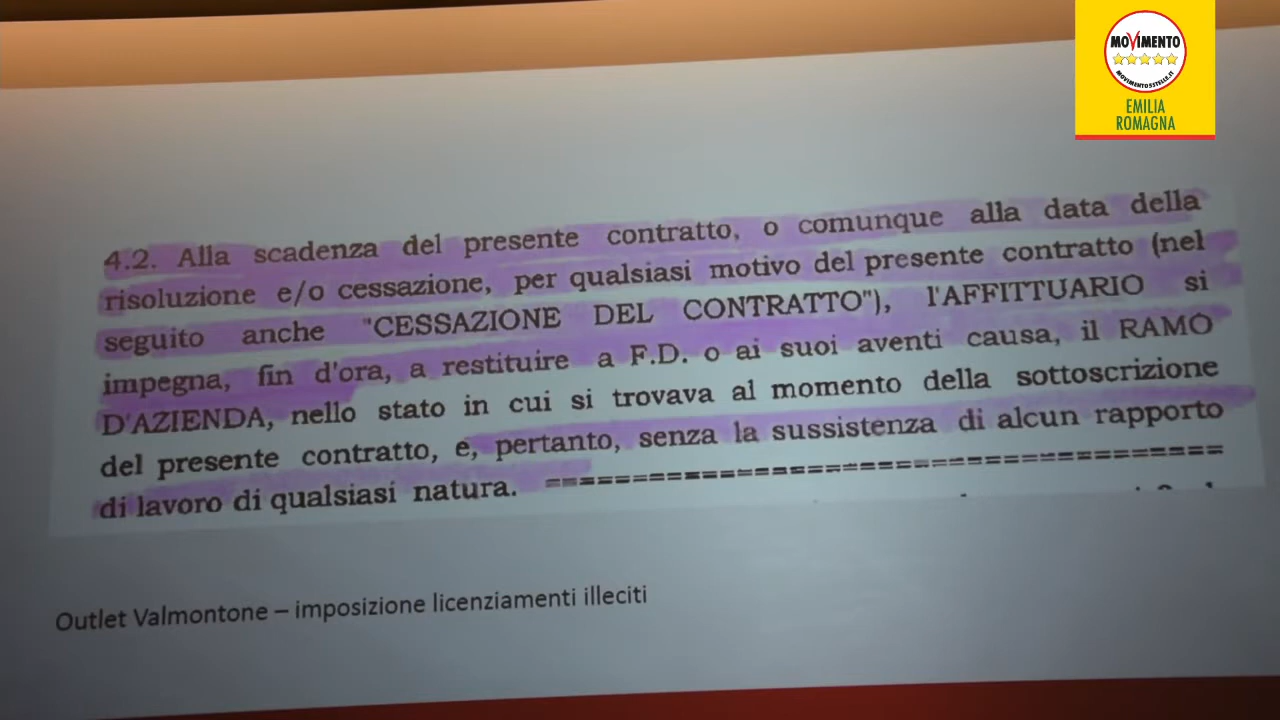 MOVIMENTO
MOVIMENTO5STELLE.IT
EMILIA
ROMAGNA
4.2. Alla scadenza del presente contratto, o comunque alla data della
risoluzione e/o cessazione, per qualsiasi motivo del presente contratto (nel
seguito anche "CESSAZIONE DEL CONTRATTO"), l'AFFITTUARIO si
impegna, fin d'ora, a restituire a F.D. o ai suoi aventi causa, il RAMO
D'AZIENDA, nello stato in cui si trovava al momento della sottoscrizione
del presente contratto, e, pertanto, senza la sussistenza di alcun rapporto
di lavoro di qualsiasi natura. ================================================
Outlet Valmontone – imposizione licenziamenti illeciti